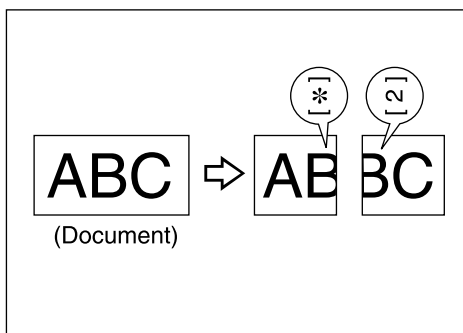 [*]
[2]
ABC
AB
BC
(Document)